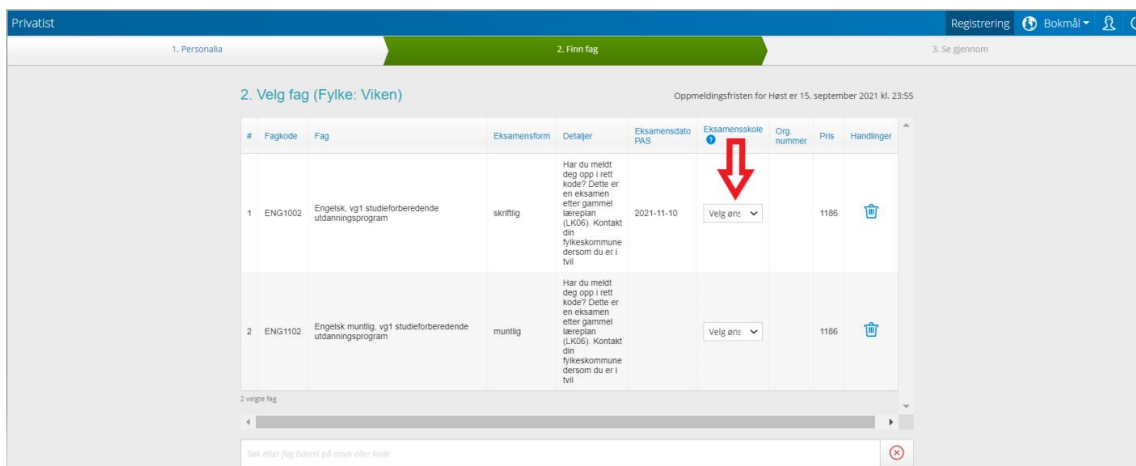 Privatist
Registrering Bokmål
1. Personalia
2. Finn fag
3. Se gjennom
2. Velg fag (Fylke: Viken)
Oppmeldingsfristen for Høst er 15. september 2021 kl. 23:55
# Fagkode Fag Eksamensform Detaljer Eksamensdato PAS Eksamensskole ? Org. nummer Pris Handlinger
Har du meldt
deg opp i rett
kode? Dette er
en eksamen
etter gammel
1 ENG1002 Engelsk, vg1 studieforberedende utdanningsprogram skriftlig læreplan 2021-11-10 Velg øns 1186
(LK06). Kontakt
din
fylkeskommune
dersom du er i
tvil
Har du meldt
deg opp i rett
kode? Dette er
en eksamen
etter gammel
2 ENG1102 Engelsk muntlig, vg1 studieforberedende utdanningsprogram muntlig læreplan Velg øns 1186
(LK06). Kontakt
din
fylkeskommune
dersom du er i
tvil
2 valgte fag
Søk etter fag basert på navn eller kode